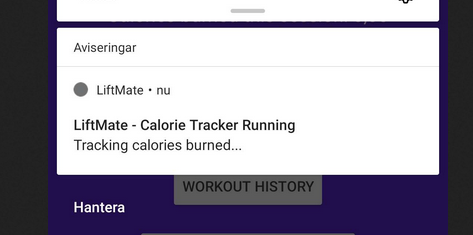 Aviseringar
LiftMate • nu
LiftMate - Calorie Tracker Running
Tracking calories burned...
WORKOUT HISTORY
Hantera